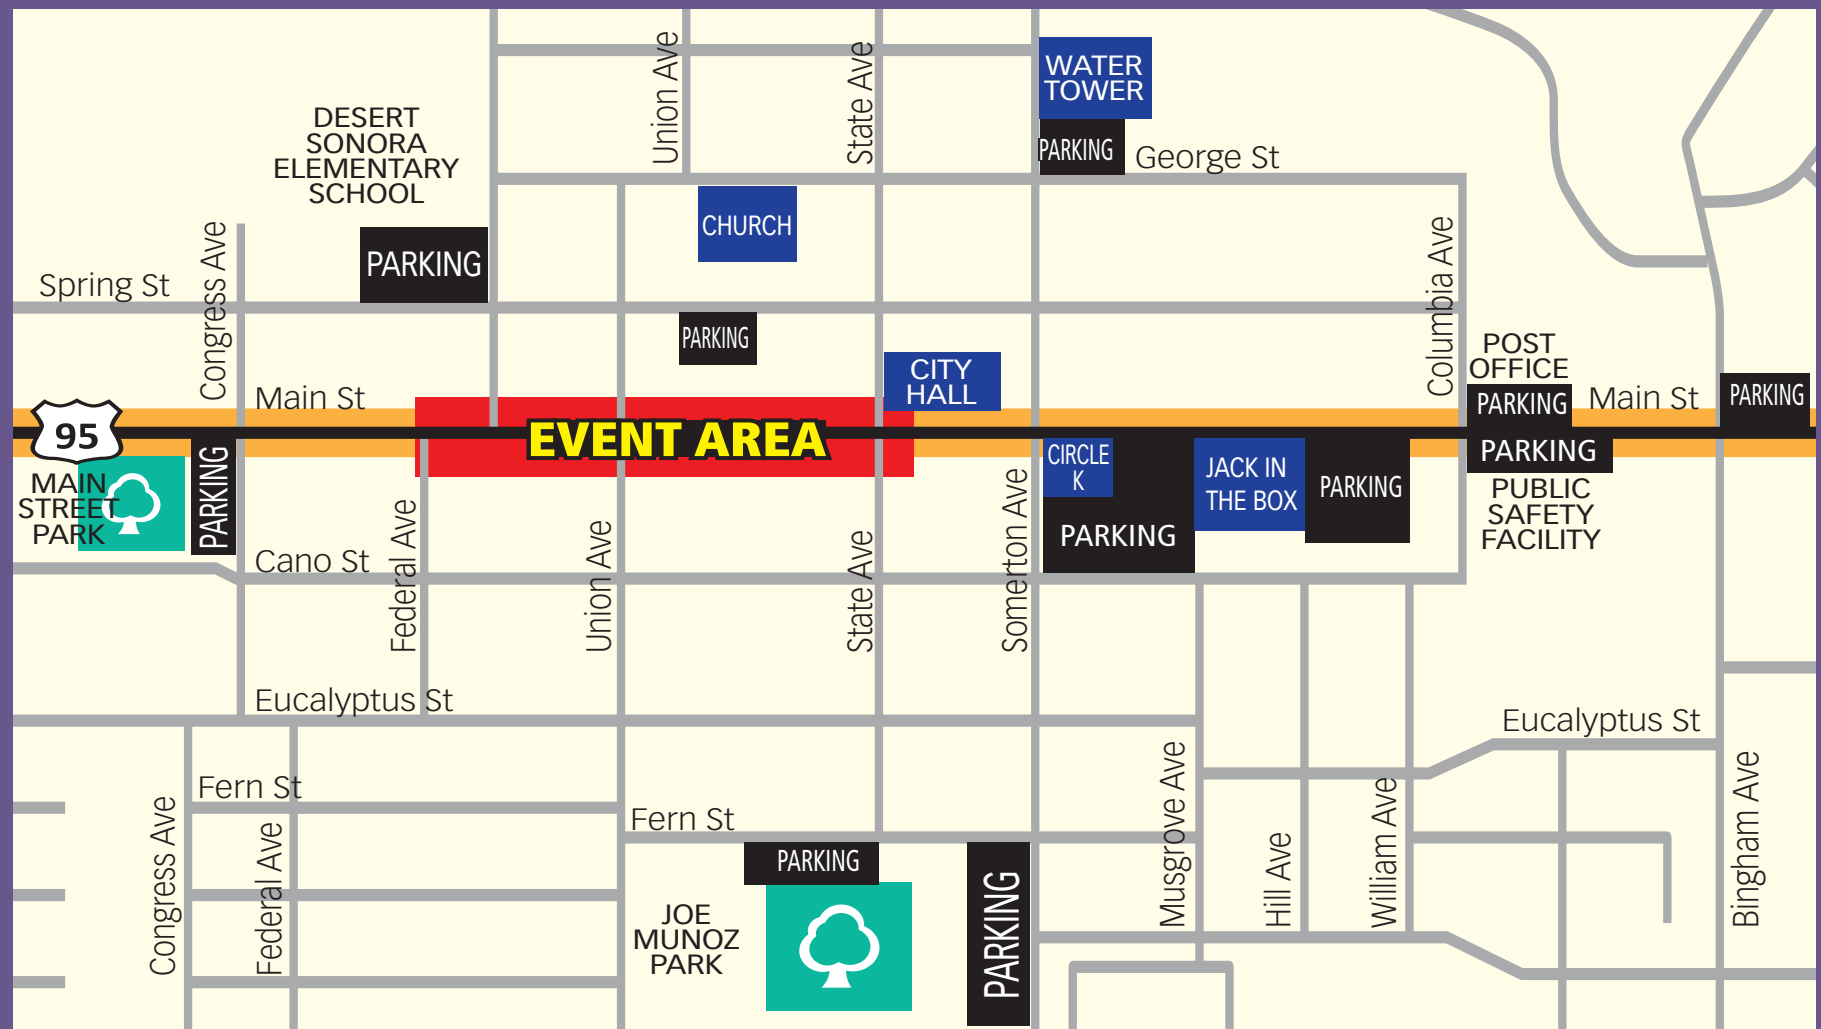 Union Ave
State Ave
WATER
TOWER
PARKING
George St
DESERT
SONORA
ELEMENTARY
SCHOOL
PARKING
CHURCH
Congress Ave
Spring St
Columbia Ave
PARKING
CITY
HALL
POST
OFFICE
PARKING
Main St
PARKING
Main St
95
EVENT AREA
PARKING
MAIN
STREET
PARK
PARKING
CIRCLE
K
PARKING
JACK IN
THE BOX
PARKING
PUBLIC
SAFETY
FACILITY
Cano St
Federal Ave
Union Ave
State Ave
Somerton Ave
Eucalyptus St
Eucalyptus St
Fern St
Fern St
Congress Ave
Federal Ave
PARKING
JOE
MUNOZ
PARK
PARKING
Musgrove Ave
Hill Ave
William Ave
Bingham Ave